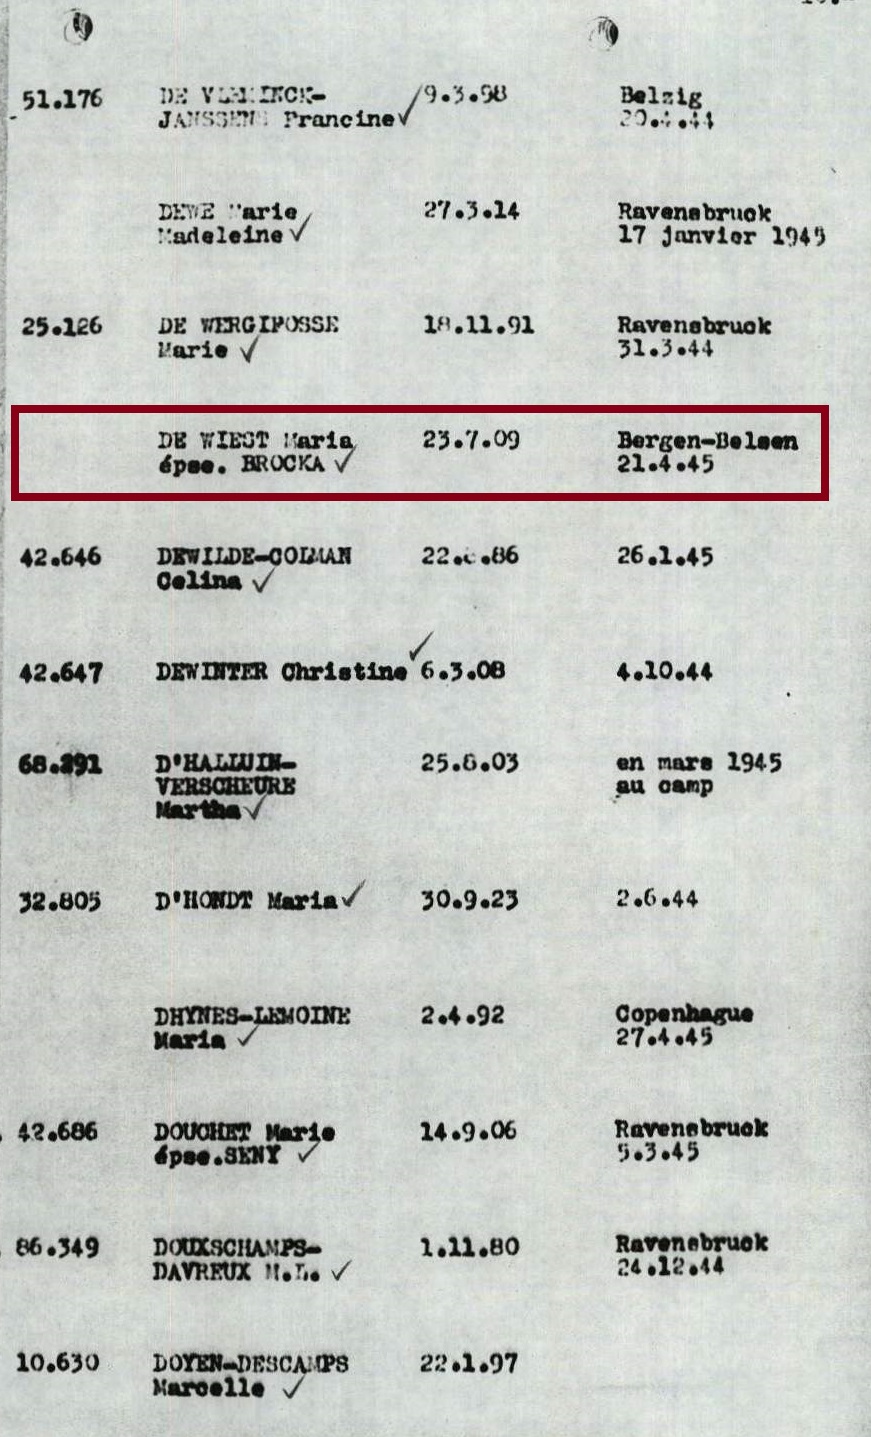 51.176 DE VLEMINCK- 9.3.98 Belzig
JANSSENS Francine
DEWE Marie 27.3.14 Ravensbruck
Madeleine 17 janvier 1945
25.126 DE WERGIFOSSE 18.11.91 Ravensbruck
Marie 31.3.44
DE WIEST Maria 23.7.09 Bergen-Belsen
épse. BROCKA 21.4.45
42.646 DEWILDE-COLMAN 26.1.45
Celina
42.647 DEWINTER Christine 6.3.08 4.10.44
D'HALLUIN- 25.6.03 en mars 1945
VERSCHEURE au camp
Martha
32.805 D'HONDT Maria 30.9.23 2.6.44
DHYNES-LEMOINE 2.4.92 Copenhague
Maria 27.4.45
42.686 DOUCHET Marie 14.9.06 Ravensbruck
épse.SENY 5.3.45
86.349 DOUXSCHAMPS- 1.11.80 Ravensbruck
DAVREUX M.L. 24.12.44
10.630 DOYEN-DESCAMPS 22.1.97
Marcelle